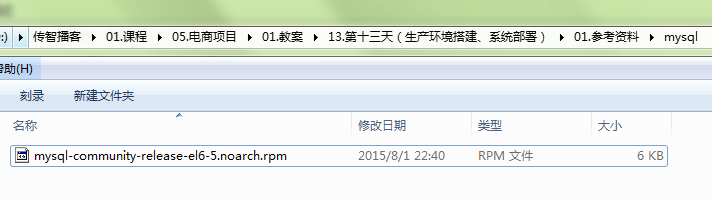 :) ▸ 传智播客 ▸ 01.课程 ▸ 05.电商项目 ▸ 01.教案 ▸ 13.第十三天（生产环境搭建、系统部署） ▸ 01.参考资料 ▸ mysql
帮助(H)
刻录 新建文件夹
名称 修改日期 类型 大小
mysql-community-release-el6-5.noarch.rpm 2015/8/1 22:40 RPM 文件 6 KB